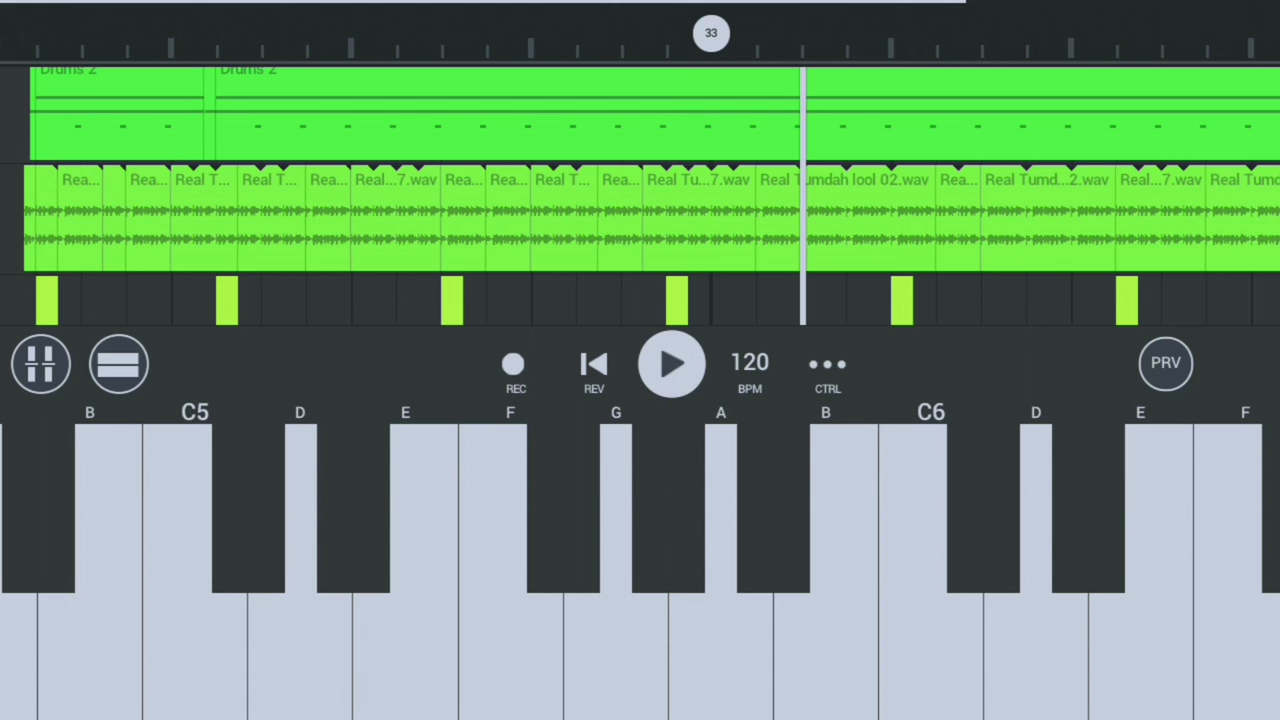 33
Drums 2 Drums 2
Rea... Rea... Real T... Real T... Rea... Real...7.wav Rea... Rea... Real T... Rea... Real Tu...7.wav Real Tumdah lool 02.wav Rea... Real Tumd...2.wav Real...7.wav Real Tumd
120 PRV
REC REV BPM CTRL
B C5 D E F G A B C6 D E F